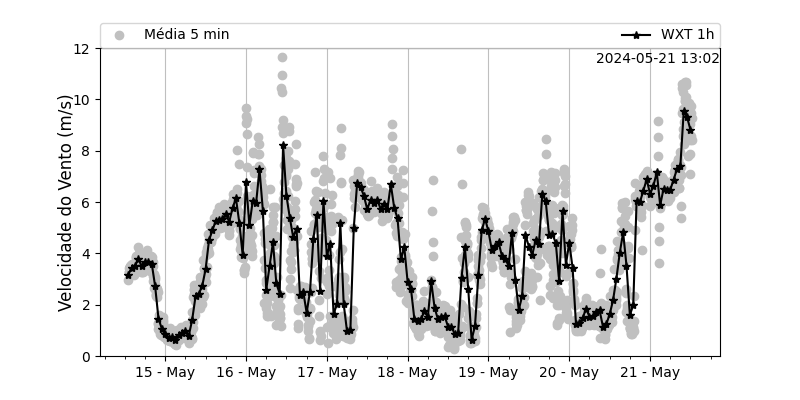 Média 5 min
WXT 1h
2024-05-21 13:02
Velocidade do Vento (m/s)
12
10
8
6
4
2
0
15 - May
16 - May
17 - May
18 - May
19 - May
20 - May
21 - May